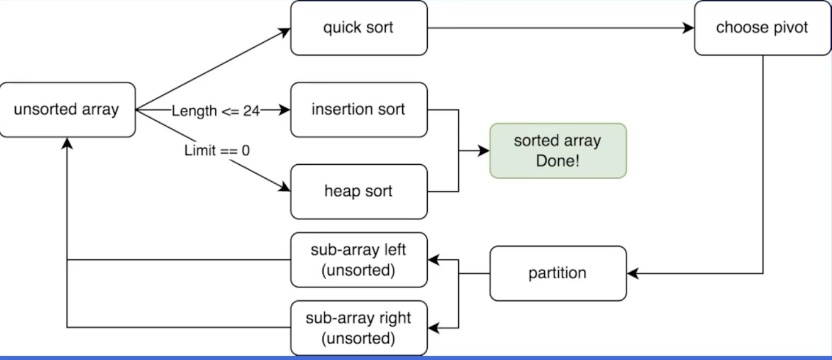 quick sort
choose pivot
unsorted array
Length <= 24
insertion sort
sorted array
Done!
Limit == 0
heap sort
sub-array left
(unsorted)
partition
sub-array right
(unsorted)